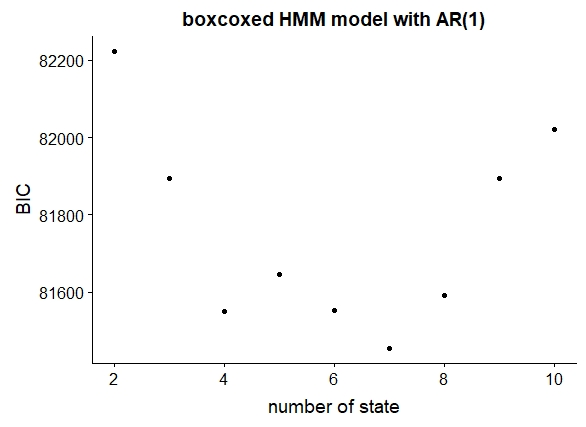 boxcoxed HMM model with AR(1)
82200
82000
81800
81600
BIC
2 4 6 8 10
number of state